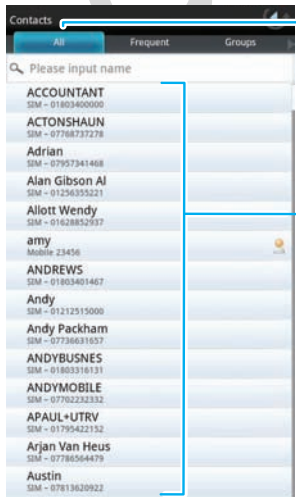 Contacts
All Frequent Groups
Please input name
ACCOUNTANT
SIM – 01803400000
ACTONSHAUN
SIM – 07768737278
Adrian
SIM – 07957341468
Alan Gibson Al
SIM – 01256355221
Allott Wendy
SIM – 01628852937
amy
Mobile 23456
ANDREWS
SIM – 01803401467
Andy
SIM – 01212515000
Andy Packham
SIM – 07736631657
ANDYBUSNES
SIM – 01803316131
ANDYMOBILE
SIM – 07702232332
APAUL+UTRV
SIM – 01795422152
Arjan Van Heus
SIM – 07786564479
Austin
SIM – 07813620922